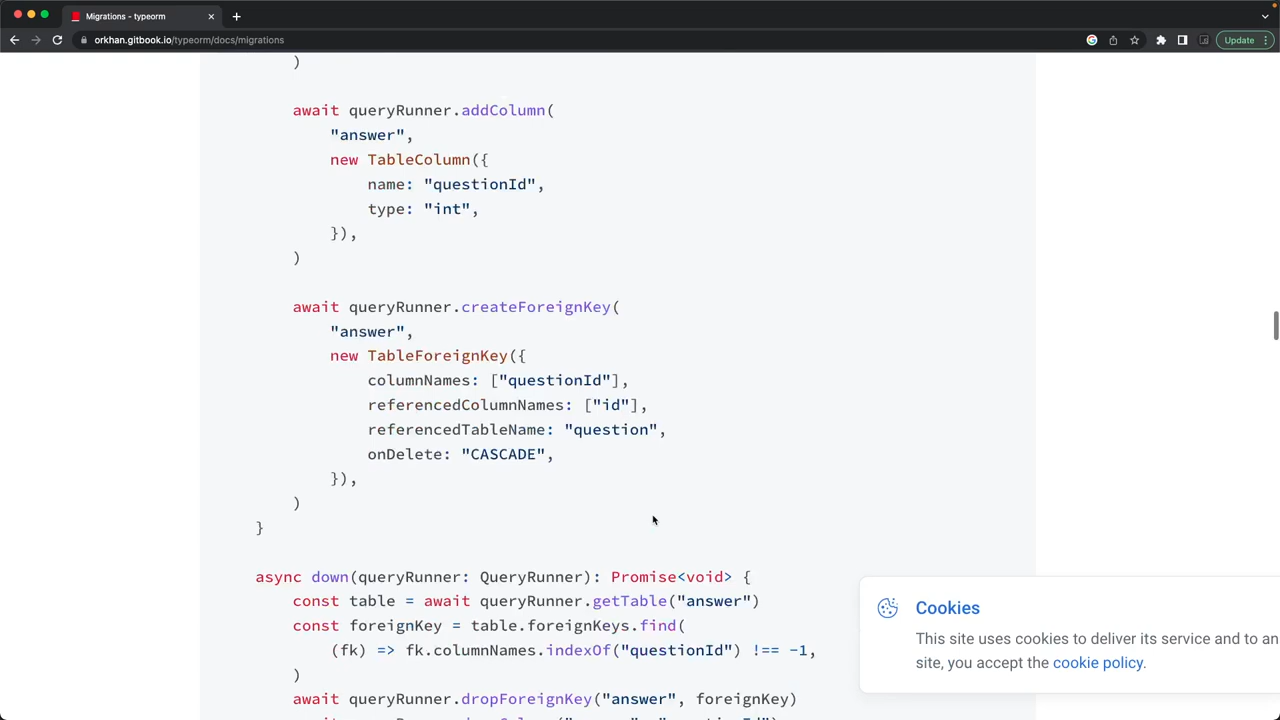 Migrations - typeorm
orkhan.gitbook.io/typeorm/docs/migrations
Update
)
await queryRunner.addColumn(
"answer",
new TableColumn({
name: "questionId",
type: "int",
}),
)
await queryRunner.createForeignKey(
"answer",
new TableForeignKey({
columnNames: ["questionId"],
referencedColumnNames: ["id"],
referencedTableName: "question",
onDelete: "CASCADE",
}),
)
}
async down(queryRunner: QueryRunner): Promise<void> {
const table = await queryRunner.getTable("answer")
const foreignKey = table.foreignKeys.find(
(fk) => fk.columnNames.indexOf("questionId") !== -1,
)
await queryRunner.dropForeignKey("answer", foreignKey)
Cookies
This site uses cookies to deliver its service and to an
site, you accept the cookie policy.